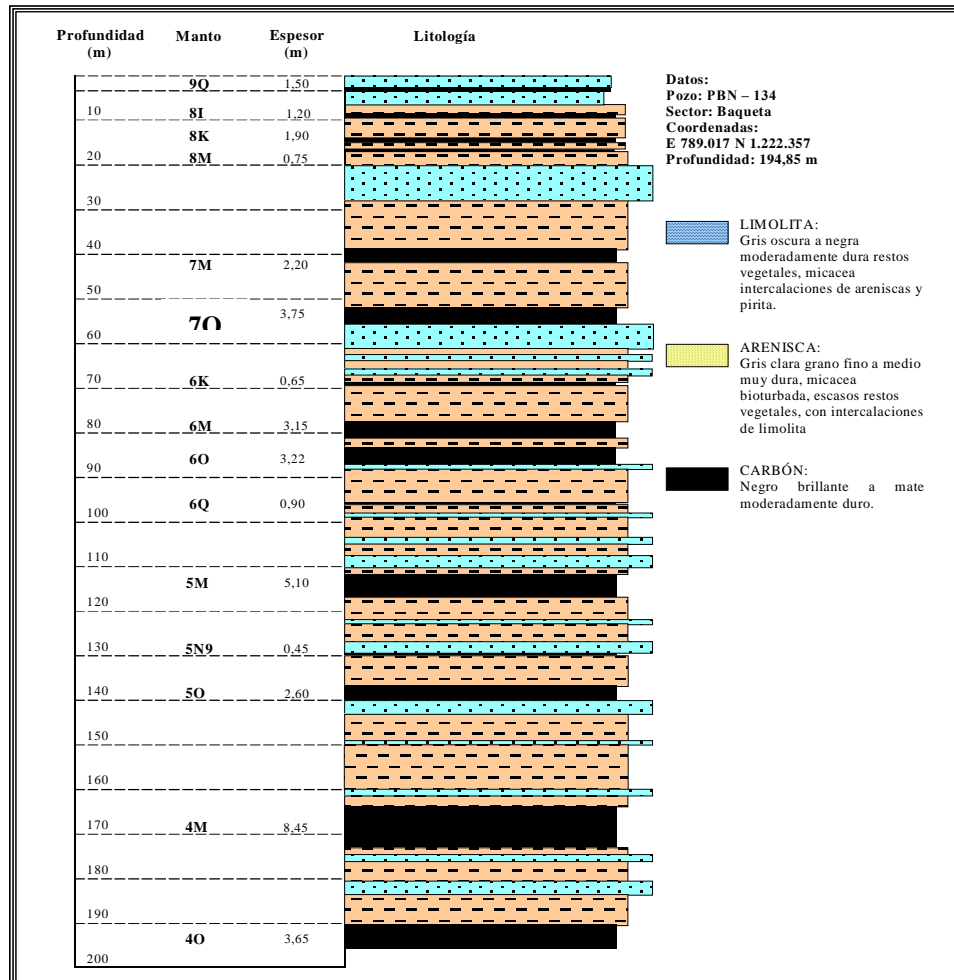 Profundidad Manto Espesor Litología
(m) (m)
9Q 1,50
10 8I 1,20
8K 1,90
20 8M 0,75
30
40
7M 2,20
50
7O 3,75
60
70 6K 0,65
80 6M 3,15
90 6O 3,22
100 6Q 0,90
110
5M 5,10
120
130 5N9 0,45
140 5O 2,60
150
160
170 4M 8,45
180
190
4O 3,65
200
Datos:
Pozo: PBN – 134
Sector: Baqueta
Coordenadas:
E 789.017 N 1.222.357
Profundidad: 194,85 m
LIMOLITA:
Gris oscura a negra
moderadamente dura restos
vegetales, micacea
intercalaciones de areniscas y
pirita.
ARENISCA:
Gris clara grano fino a medio
muy dura, micacea
bioturbada, escasos restos
vegetales, con intercalaciones
de limolita
CARBÓN:
Negro brillante a mate
moderadamente duro.